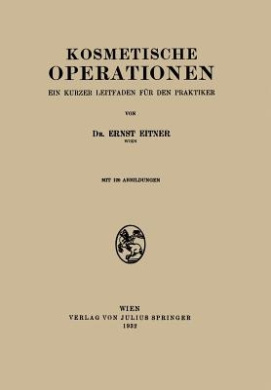 KOSMETISCHE
OPERATIONEN
EIN KURZER LEITFADEN FÜR DEN PRAKTIKER
VON
DR. ERNST EITNER
WIEN
MIT ABBILDUNGEN
WIEN
VERLAG VON JULIUS SPRINGER
1932